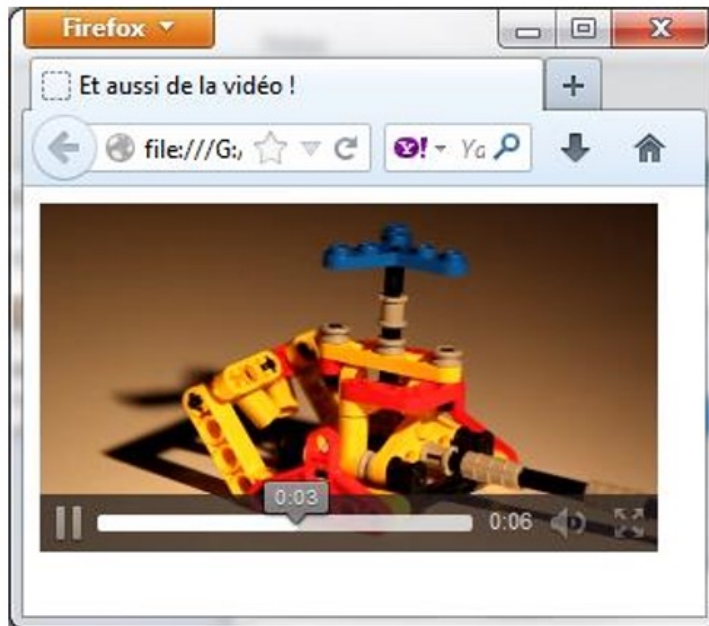 Firefox
Et aussi de la vidéo !
file:///G:/
Y! Ya
0:03
0:06